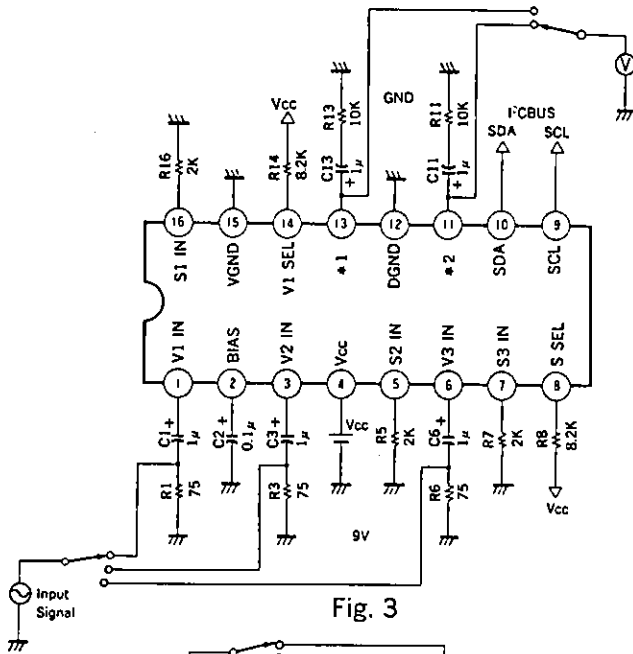 V
VCC
GND
I²CBUS
SDA
SCL
R16
2K
R14
8.2K
R13
10K
C13
+ 1μ
R11
10K
C11
+ 1μ
16
15
14
13
12
11
10
9
S1 IN
VGND
V1 SEL
*1
DGND
*2
SDA
SCL
V1 IN
BIAS
V2 IN
Vcc
S2 IN
V3 IN
S3 IN
S SEL
1
2
3
4
5
6
7
8
C1 +
1μ
C2 +
0.1μ
C3 +
1μ
Vcc
R5
2K
C6 +
1μ
R7
2K
R8
8.2K
R1
75
R3
75
R6
75
Vcc
9V
Input
Signal
Fig. 3